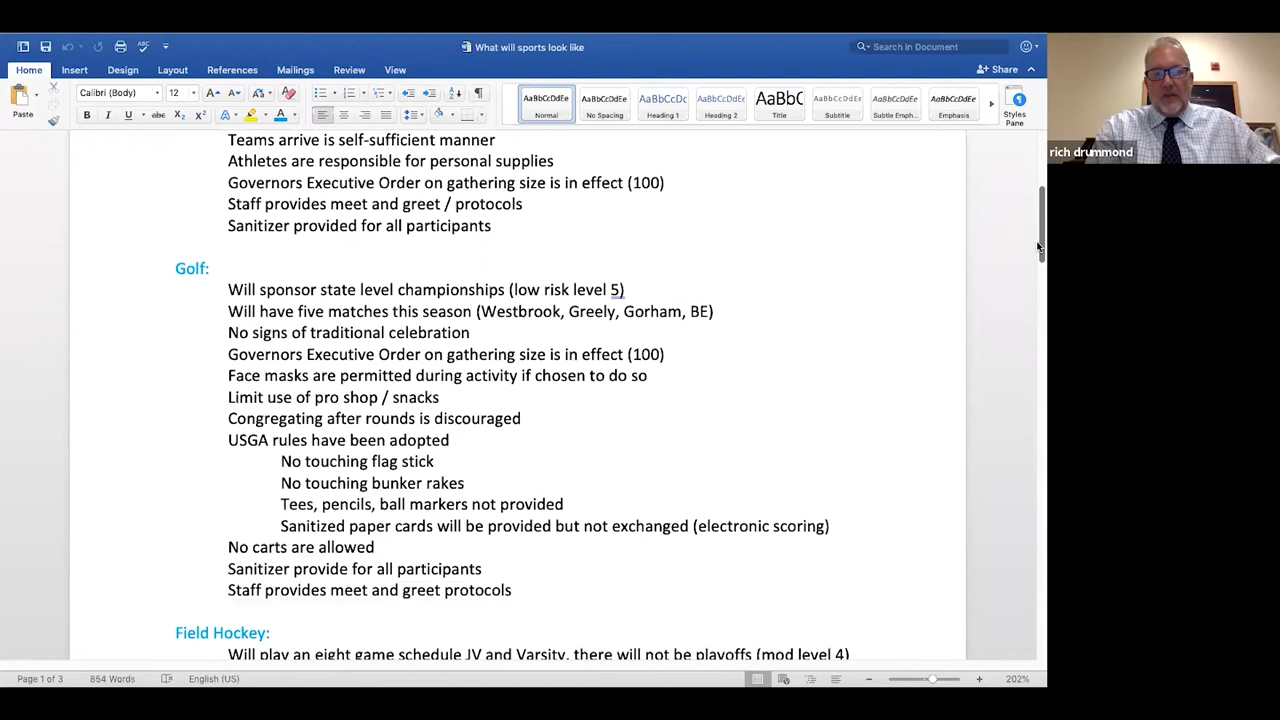 What will sports look like
Search in Document
Home Insert Design Layout References Mailings Review View
Share
Paste
Calibri (Body) 12
AaBbCcDdEe AaBbCcDdEe AaBbCcDc AaBbCcDdEe AaBbC AaBbCcDdEe AaBbCcDdEe AaBbCcDdEe
Normal No Spacing Heading 1 Heading 2 Title Subtitle Subtle Emph... Emphasis
Styles
Pane
rich drummond
Teams arrive is self-sufficient manner
Athletes are responsible for personal supplies
Governors Executive Order on gathering size is in effect (100)
Staff provides meet and greet / protocols
Sanitizer provided for all participants
Golf:
Will sponsor state level championships (low risk level 5)
Will have five matches this season (Westbrook, Greely, Gorham, BE)
No signs of traditional celebration
Governors Executive Order on gathering size is in effect (100)
Face masks are permitted during activity if chosen to do so
Limit use of pro shop / snacks
Congregating after rounds is discouraged
USGA rules have been adopted
No touching flag stick
No touching bunker rakes
Tees, pencils, ball markers not provided
Sanitized paper cards will be provided but not exchanged (electronic scoring)
No carts are allowed
Sanitizer provide for all participants
Staff provides meet and greet protocols
Field Hockey:
Will play an eight game schedule JV and Varsity, there will not be playoffs (mod level 4)
Page 1 of 3 854 Words English (US) 202%